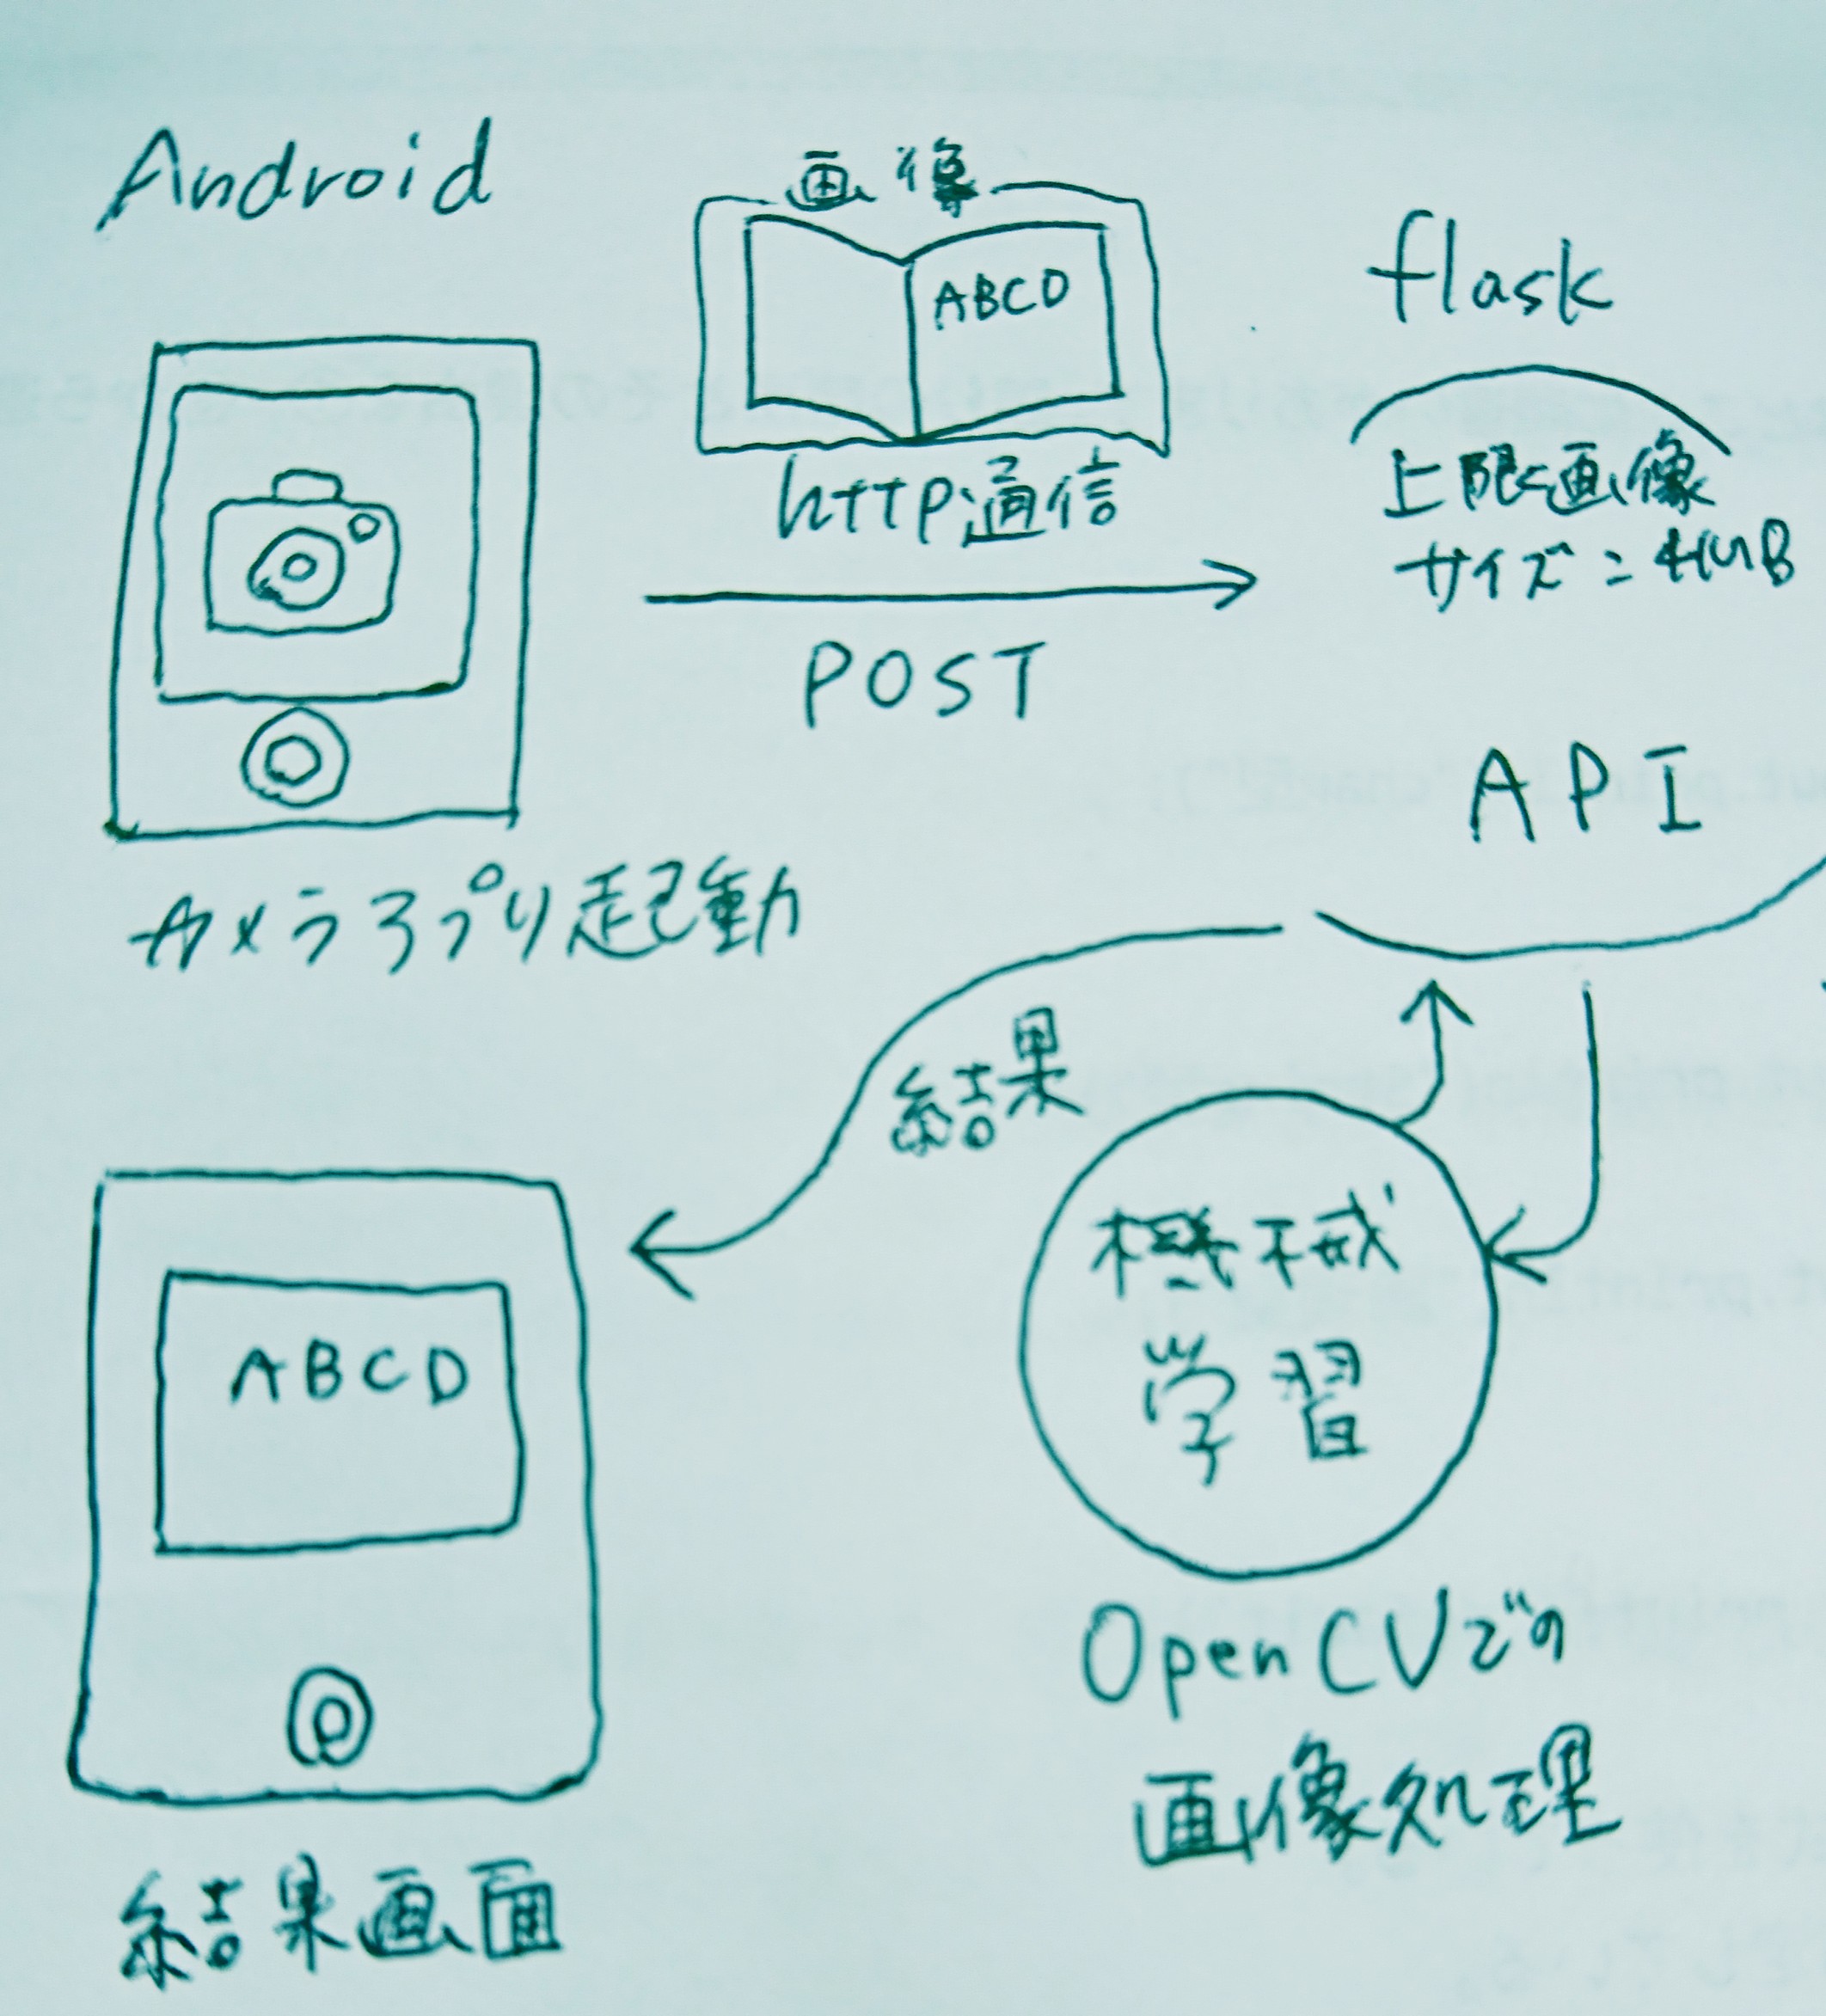 Android
画像
ABCD
flask
上限画像
サイズ=4MB
http通信
POST
API
カメラアプリ起動
結果
機械
学習
ABCD
OpenCVでの
画像処理
結果画面